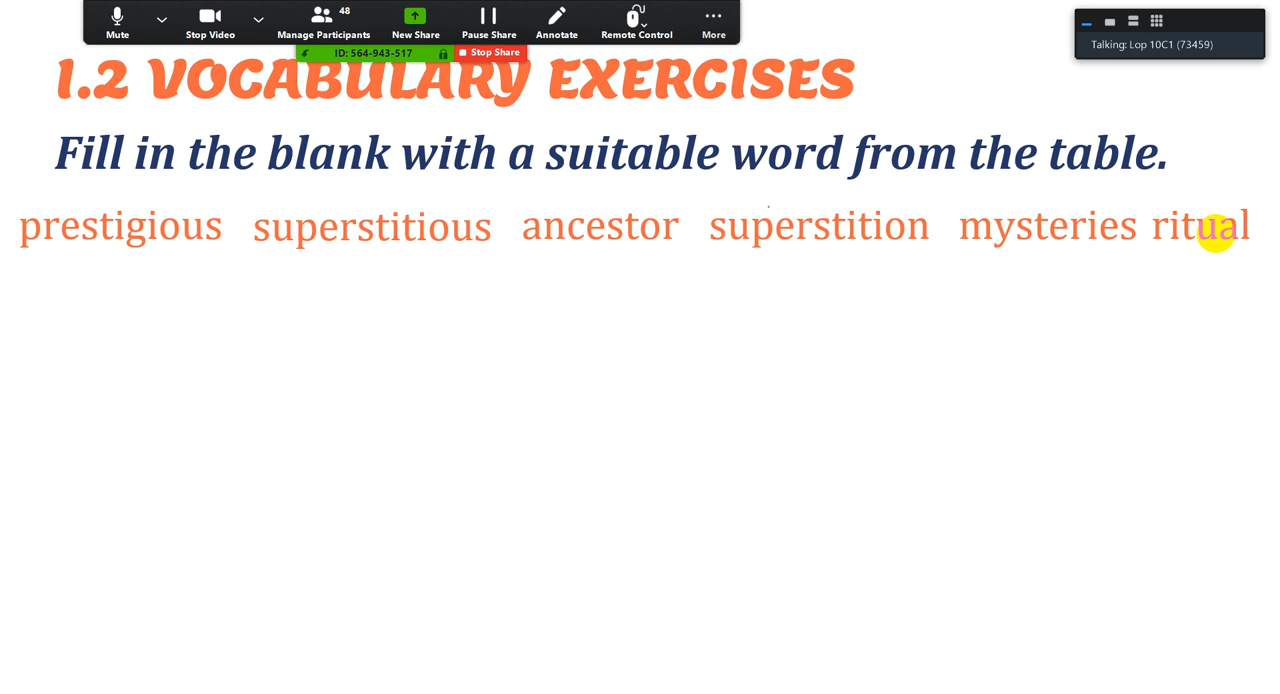 Mute
Stop Video
Manage Participants
48
New Share
Pause Share
Annotate
Remote Control
More
ID: 564-943-517
Stop Share
Talking: Lop 10C1 (73459)
1.2 VOCABULARY EXERCISES
Fill in the blank with a suitable word from the table.
prestigious superstitious ancestor superstition mysteries ritual